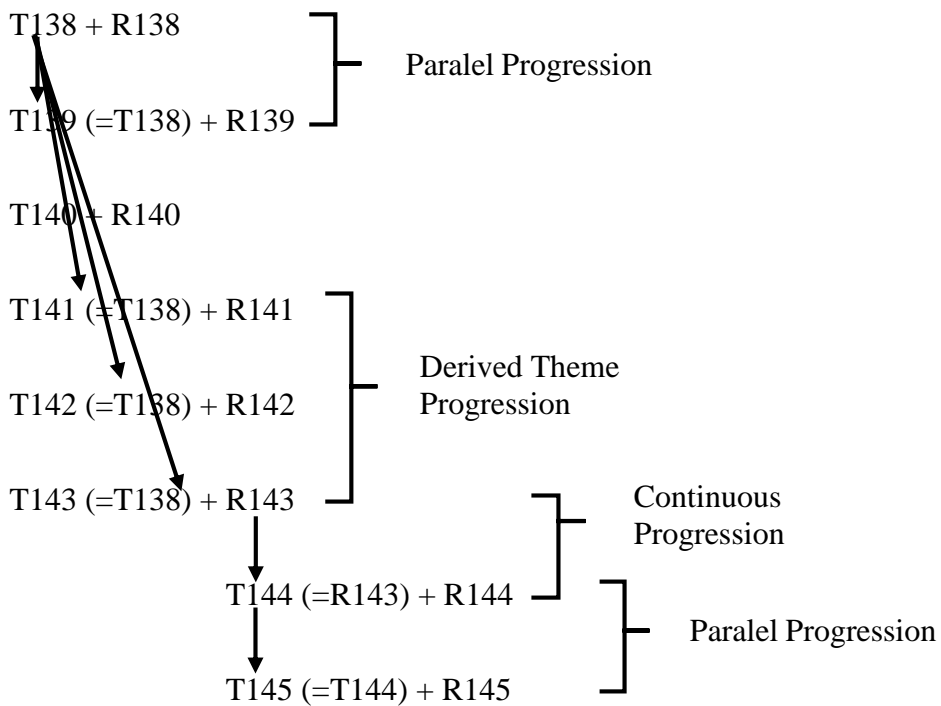 T138 + R138
Paralel Progression
T139 (=T138) + R139
T140 + R140
T141 (=T138) + R141
Derived Theme
Progression
T142 (=T138) + R142
T143 (=T138) + R143
Continuous
Progression
T144 (=R143) + R144
Paralel Progression
T145 (=T144) + R145